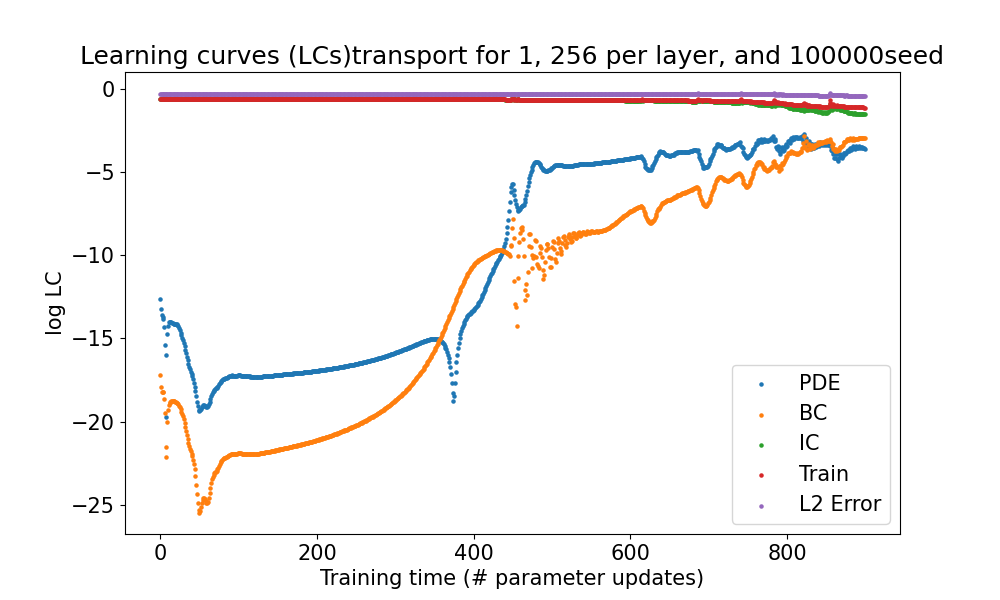 Learning curves (LCs)transport for 1, 256 per layer, and 100000seed
log LC
0
−5
−10
−15
−20
−25
PDE
BC
IC
Train
L2 Error
0 200 400 600 800
Training time (# parameter updates)